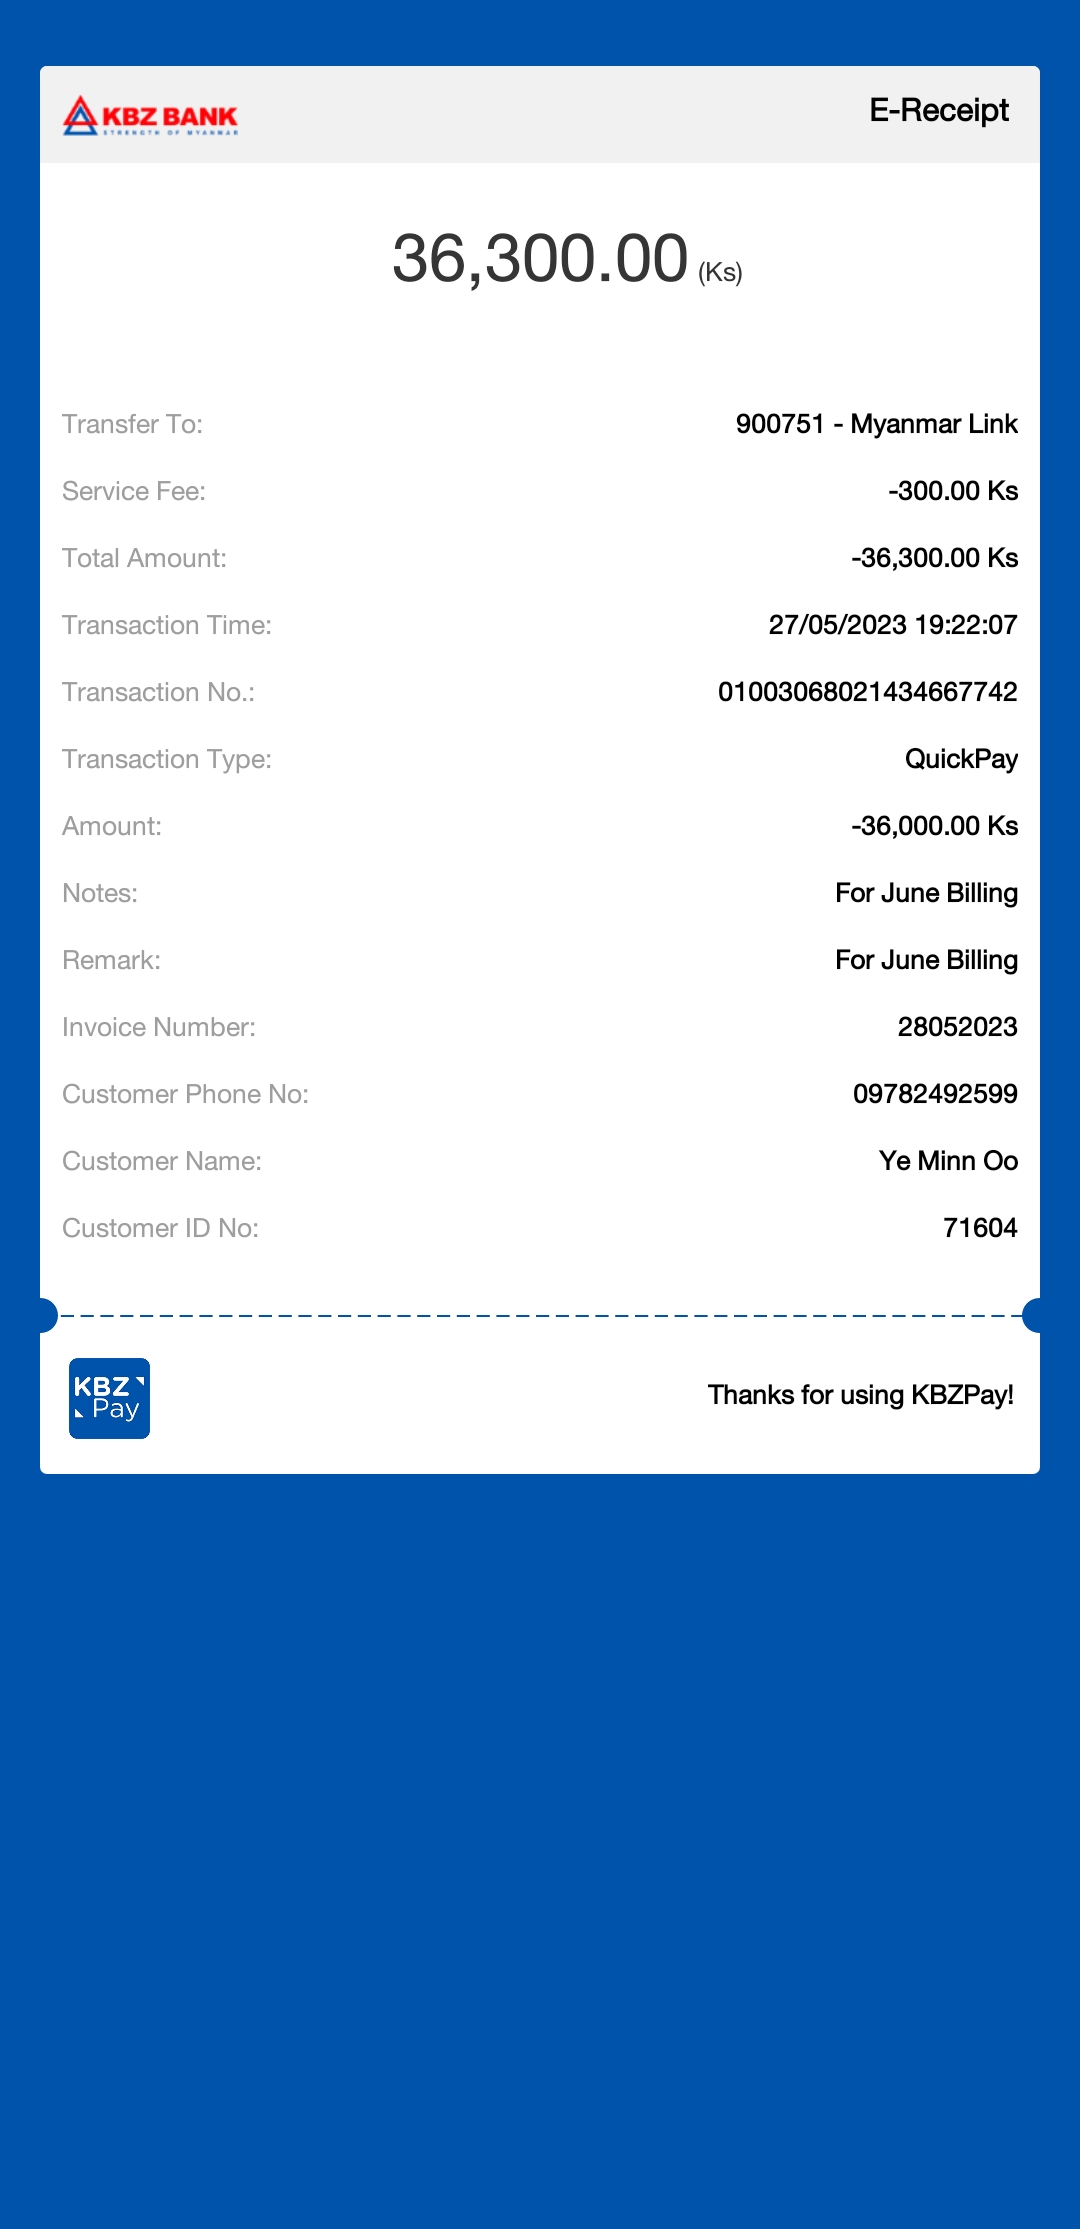 KBZ BANK
STRENGTH OF MYANMAR
E-Receipt
36,300.00 (Ks)
Transfer To: 900751 - Myanmar Link
Service Fee: -300.00 Ks
Total Amount: -36,300.00 Ks
Transaction Time: 27/05/2023 19:22:07
Transaction No.: 01003068021434667742
Transaction Type: QuickPay
Amount: -36,000.00 Ks
Notes: For June Billing
Remark: For June Billing
Invoice Number: 28052023
Customer Phone No: 09782492599
Customer Name: Ye Minn Oo
Customer ID No: 71604
KBZ
Pay
Thanks for using KBZPay!